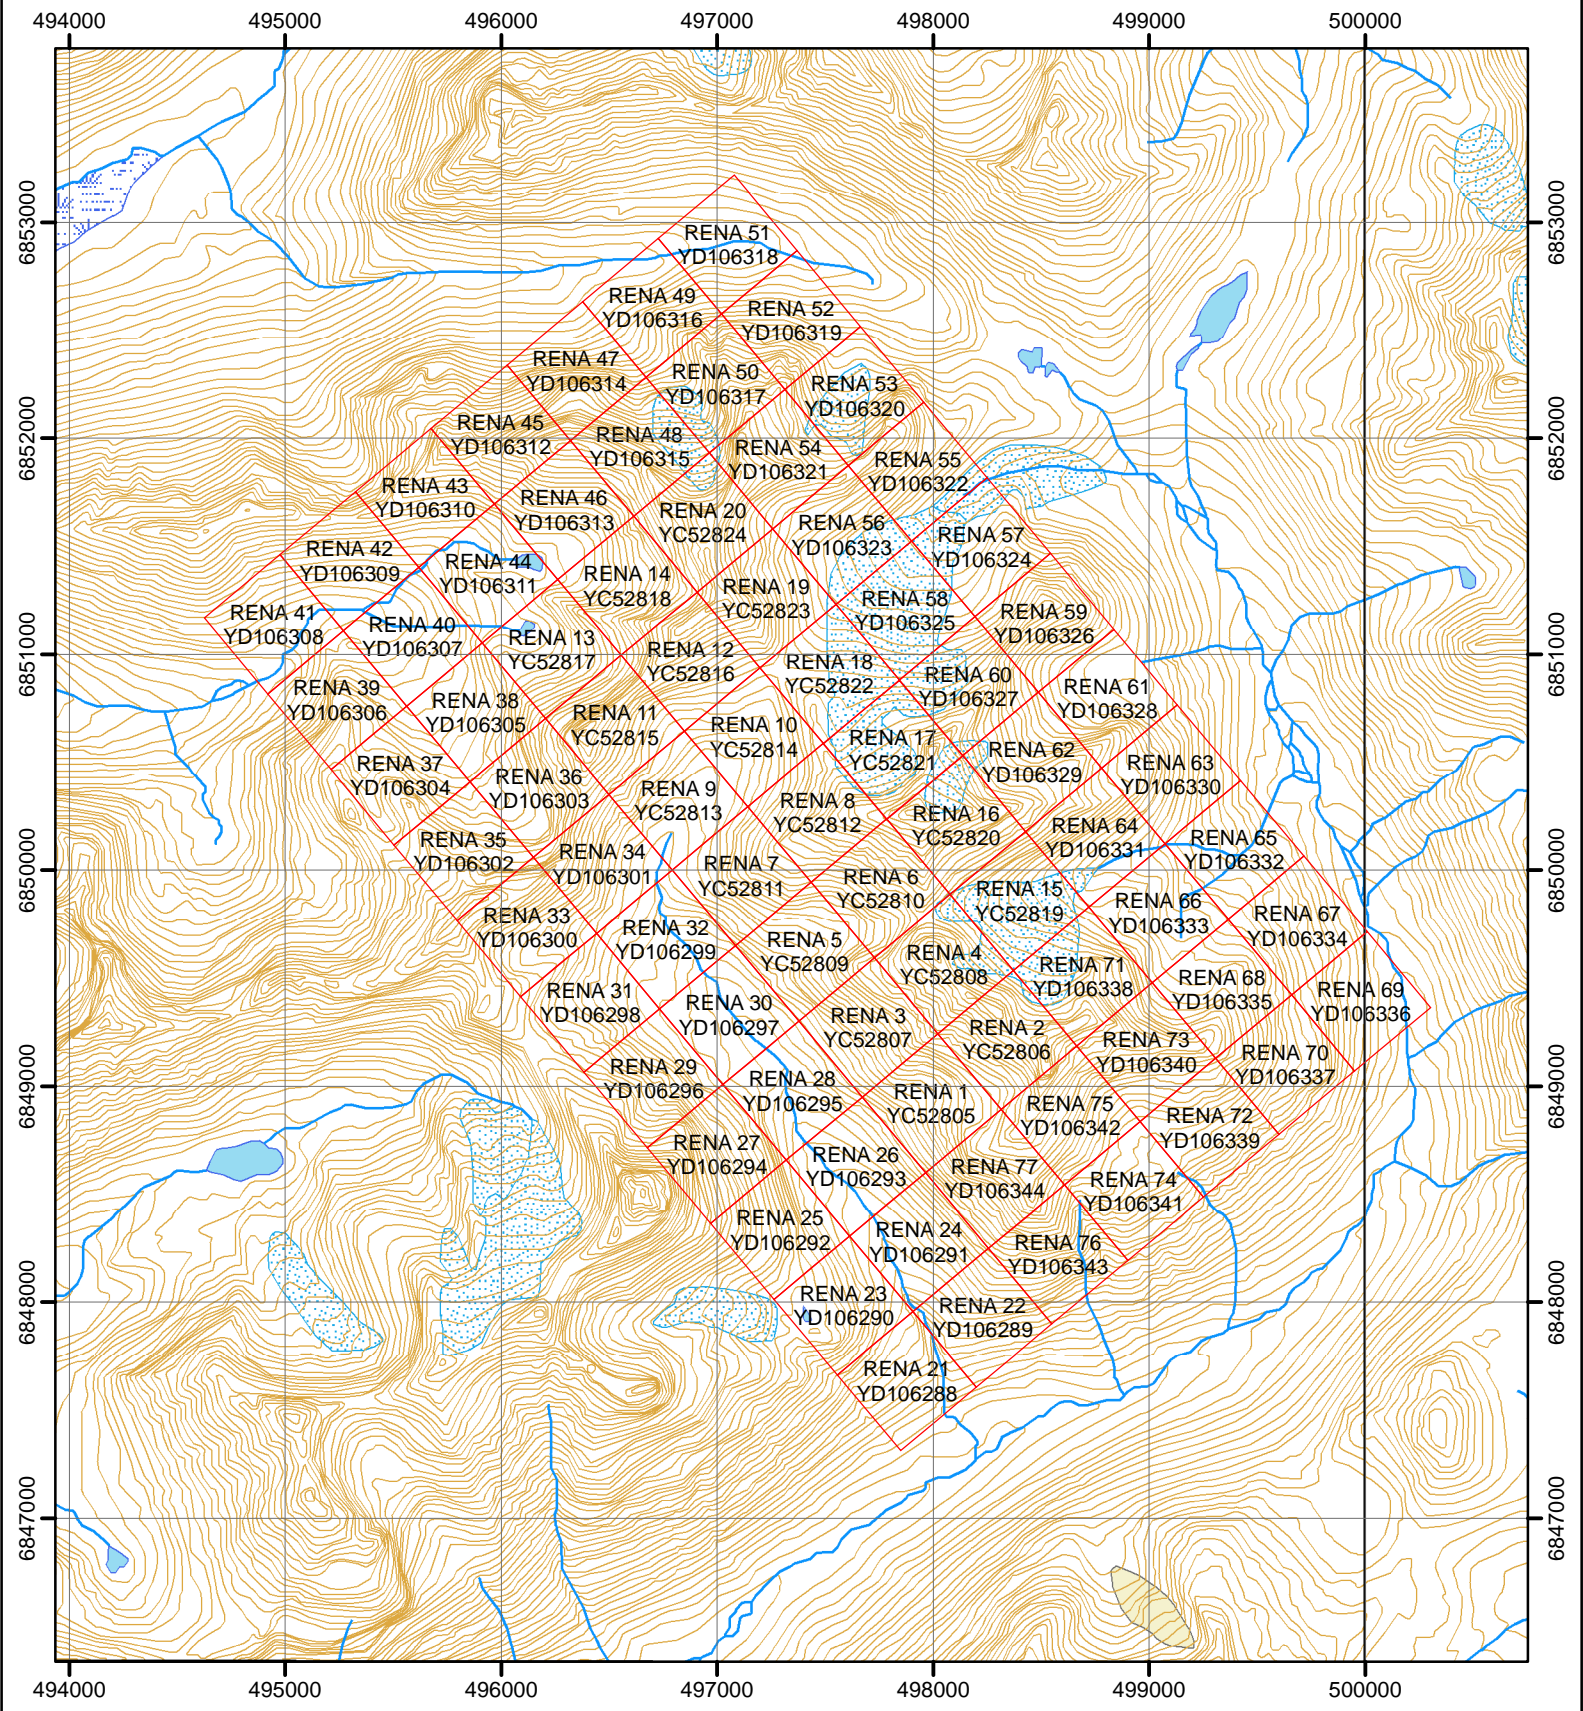 494000
495000
496000
497000
498000
499000
500000
6853000
6853000
RENA 51
YD106318
RENA 49
YD106316
RENA 52
YD106319
RENA 47
YD106314
RENA 50
YD106317
RENA 53
YD106320
6852000
6852000
RENA 45
YD106312
RENA 48
YD106315
RENA 54
YD106321
RENA 55
YD106322
RENA 43
YD106310
RENA 46
YD106313
RENA 20
YC52824
RENA 56
YD106323
RENA 57
YD106324
RENA 42
YD106309
RENA 44
YD106311
RENA 14
YC52818
RENA 19
YC52823
RENA 58
YD106325
RENA 59
YD106326
RENA 41
YD106308
RENA 40
YD106307
RENA 13
YC52817
RENA 12
YC52816
6851000
6851000
RENA 18
YC52822
RENA 60
YD106327
RENA 61
YD106328
RENA 39
YD106306
RENA 38
YD106305
RENA 11
YC52815
RENA 10
YC52814
RENA 17
YC52821
RENA 62
YD106329
RENA 63
YD106330
RENA 37
YD106304
RENA 36
YD106303
RENA 9
YC52813
RENA 8
YC52812
RENA 16
YC52820
RENA 64
YD106331
RENA 65
YD106332
RENA 35
YD106302
RENA 34
YD106301
RENA 7
YC52811
RENA 6
YC52810
6850000
6850000
RENA 15
YC52819
RENA 66
YD106333
RENA 67
YD106334
RENA 33
YD106300
RENA 32
YD106299
RENA 5
YC52809
RENA 4
YC52808
RENA 71
YD106338
RENA 68
YD106335
RENA 69
YD106336
RENA 31
YD106298
RENA 30
YD106297
RENA 3
YC52807
RENA 2
YC52806
RENA 73
YD106340
RENA 70
YD106337
RENA 29
YD106296
RENA 28
YD106295
6849000
6849000
RENA 1
YC52805
RENA 75
YD106342
RENA 72
YD106339
RENA 27
YD106294
RENA 26
YD106293
RENA 77
YD106344
RENA 74
YD106341
RENA 25
YD106292
RENA 24
YD106291
RENA 76
YD106343
6848000
6848000
RENA 23
YD106290
RENA 22
YD106289
RENA 21
YD106288
6847000
6847000
494000
495000
496000
497000
498000
499000
500000